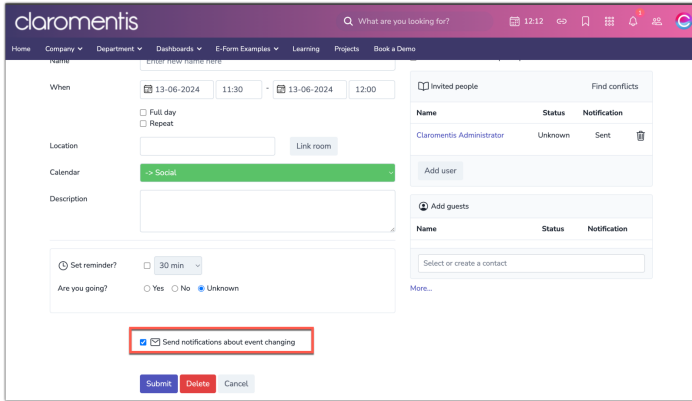 claromentis
What are you looking for?
12:12
1
Home Company Department Dashboards E-Form Examples Learning Projects Book a Demo
Name Enter new name here
When 13-06-2024 11:30 - 13-06-2024 12:00
Full day
Repeat
Location Link room
Calendar -> Social
Description
Set reminder? 30 min
Are you going? Yes No Unknown
Send notifications about event changing
Submit Delete Cancel
Invited people Find conflicts
Name Status Notification
Claromentis Administrator Unknown Sent
Add user
Add guests
Name Status Notification
Select or create a contact
More...